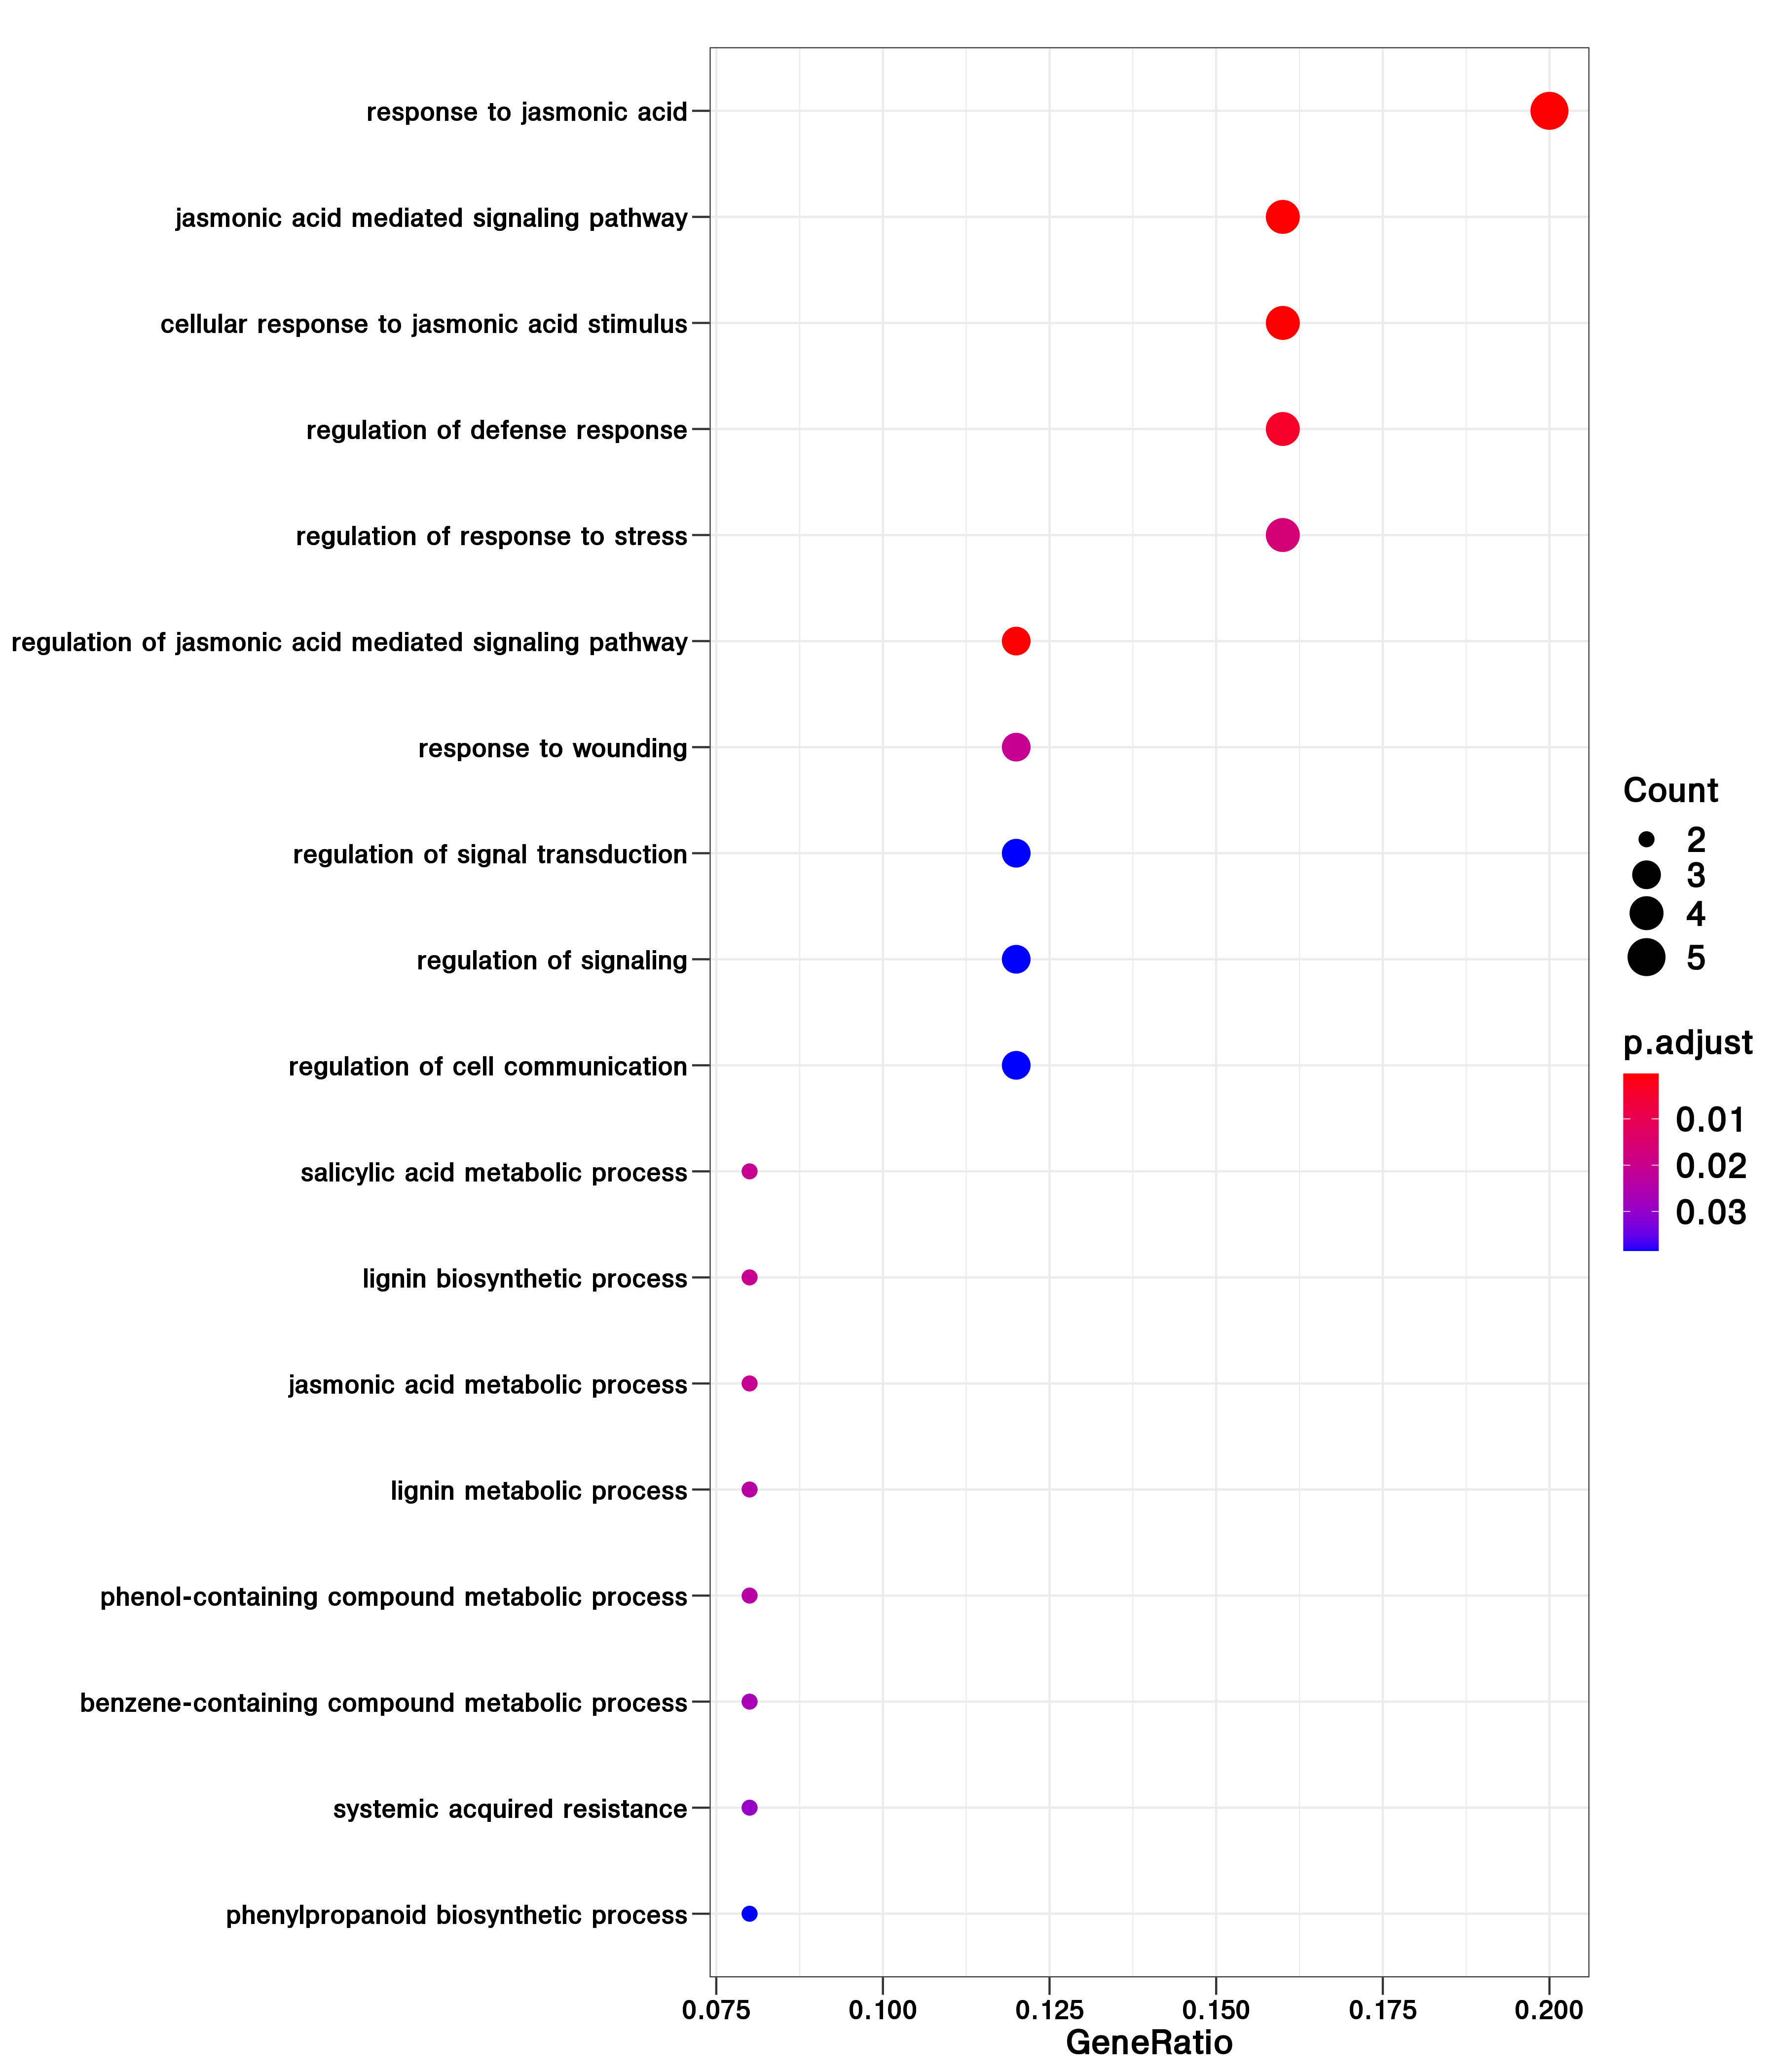 response to jasmonic acid
jasmonic acid mediated signaling pathway
cellular response to jasmonic acid stimulus
regulation of defense response
regulation of response to stress
regulation of jasmonic acid mediated signaling pathway
response to wounding
regulation of signal transduction
regulation of signaling
regulation of cell communication
salicylic acid metabolic process
lignin biosynthetic process
jasmonic acid metabolic process
lignin metabolic process
phenol-containing compound metabolic process
benzene-containing compound metabolic process
systemic acquired resistance
phenylpropanoid biosynthetic process
0.075 0.100 0.125 0.150 0.175 0.200
GeneRatio
Count
2
3
4
5
p.adjust
0.01
0.02
0.03